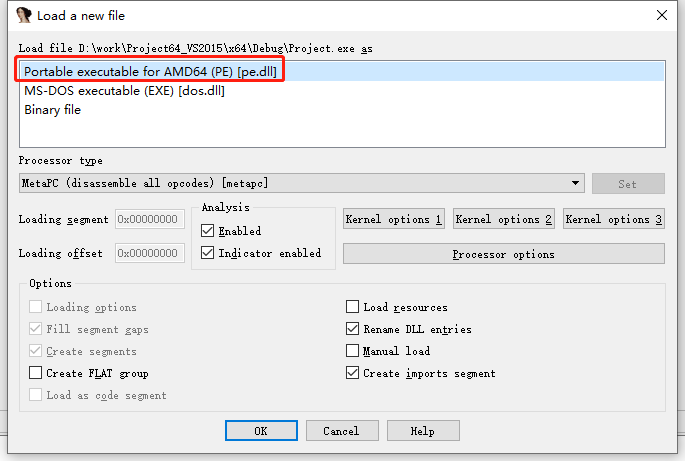 Load a new file
Load file D:\work\Project64_VS2015\x64\Debug\Project.exe as
Portable executable for AMD64 (PE) [pe.dll]
MS-DOS executable (EXE) [dos.dll]
Binary file
Processor type
MetaPC (disassemble all opcodes) [metapc]
Set
Loading segment 0x00000000
Loading offset 0x00000000
Analysis
Enabled
Indicator enabled
Kernel options 1
Kernel options 2
Kernel options 3
Processor options
Options
Loading options
Fill segment gaps
Create segments
Create FLAT group
Load as code segment
Load resources
Rename DLL entries
Manual load
Create imports segment
OK
Cancel
Help